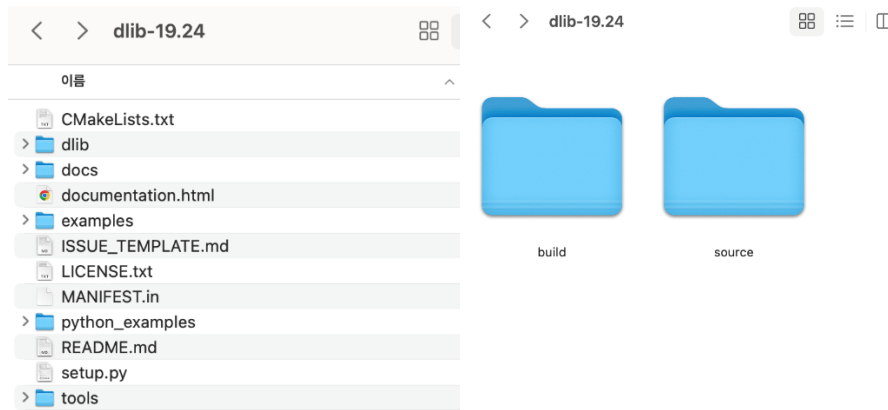 dlib-19.24
이름
CMakeLists.txt
dlib
docs
documentation.html
examples
ISSUE_TEMPLATE.md
LICENSE.txt
MANIFEST.in
python_examples
README.md
setup.py
tools
dlib-19.24
build
source